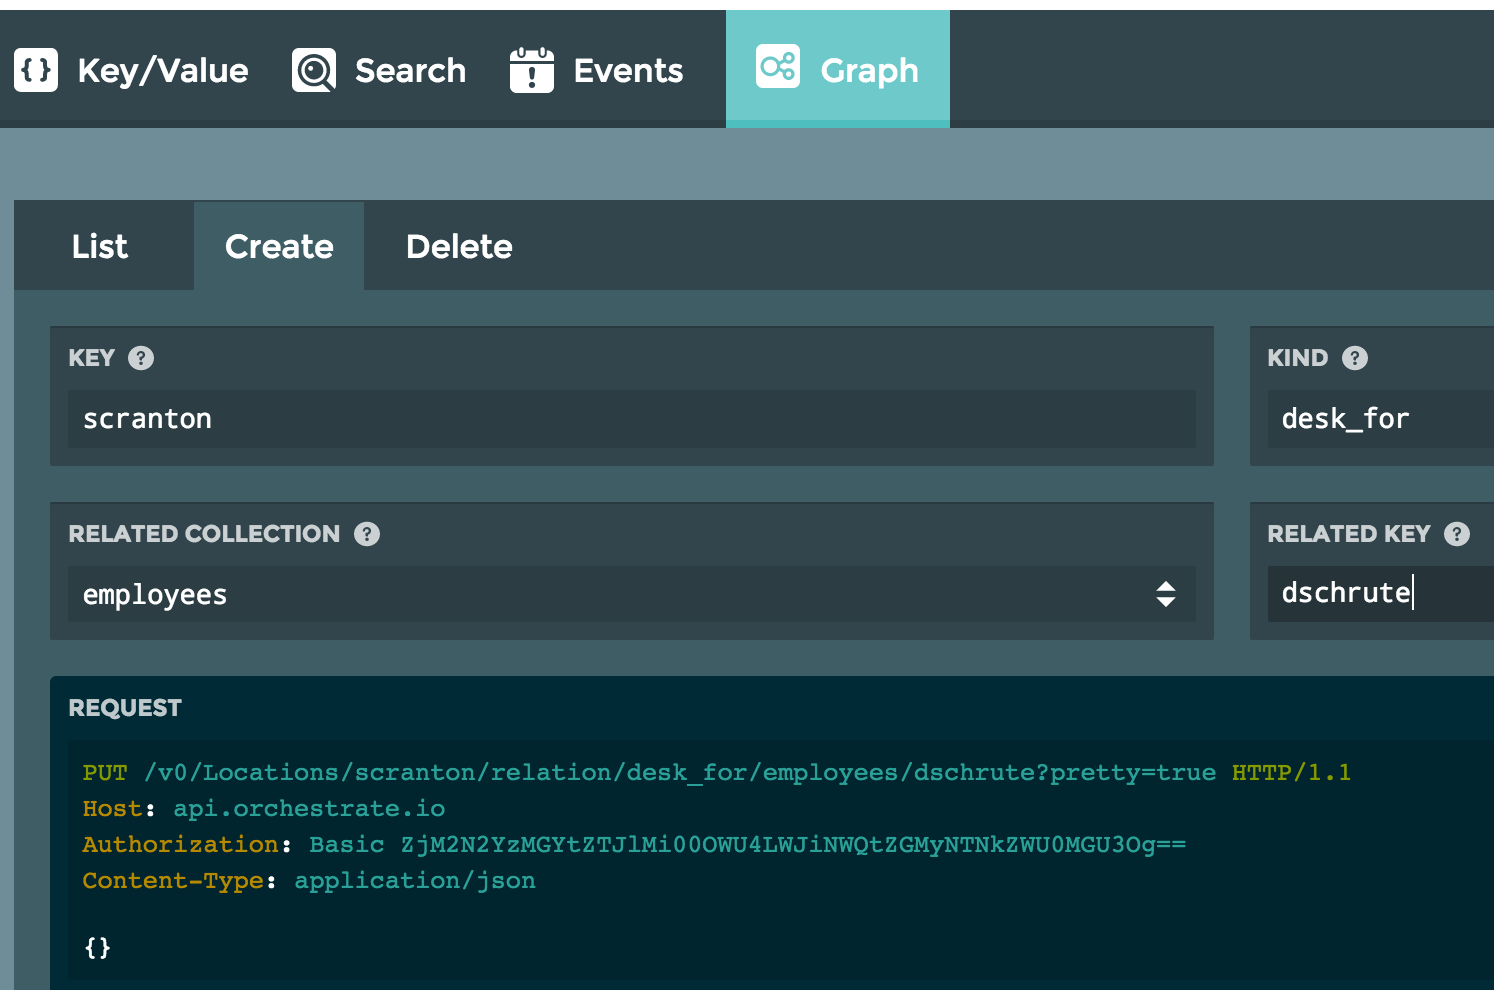 Key/Value Search Events Graph
List Create Delete
KEY ?
scranton
KIND ?
desk_for
RELATED COLLECTION ?
employees
RELATED KEY ?
dschrute
REQUEST
PUT /v0/Locations/scranton/relation/desk_for/employees/dschrute?pretty=true HTTP/1.1
Host: api.orchestrate.io
Authorization: Basic ZjM2N2YzMGYtZTJlMi00OWU4LWJiNWQtZGMyNTNkZWU0MGU3Og==
Content-Type: application/json
{}